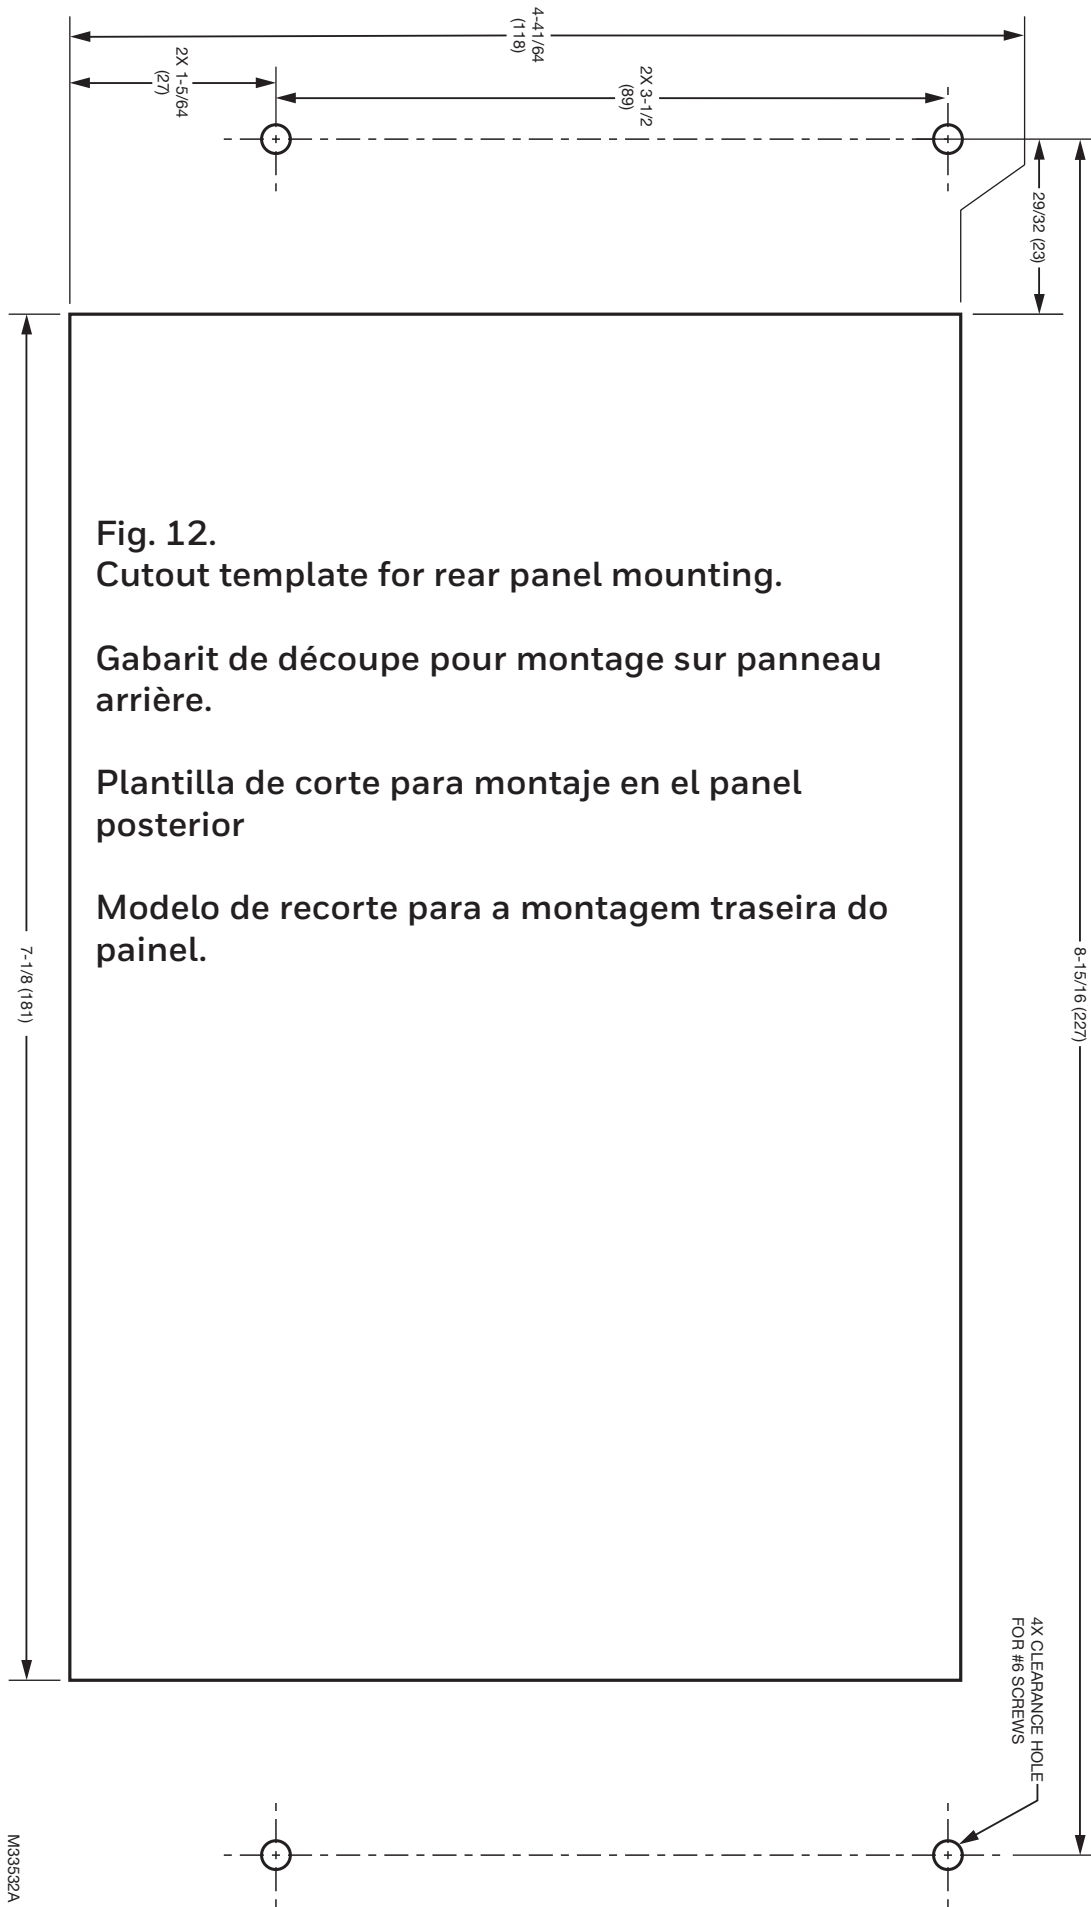 4-41/64
(118)
2X 1-5/64
(27)
2X 3-1/2
(89)
29/32 (23)
Fig. 12.
Cutout template for rear panel mounting.
Gabarit de découpe pour montage sur panneau
arrière.
Plantilla de corte para montaje en el panel
posterior
Modelo de recorte para a montagem traseira do
painel.
7-1/8 (181)
8-15/16 (227)
4X CLEARANCE HOLE
FOR #6 SCREWS
M33532A